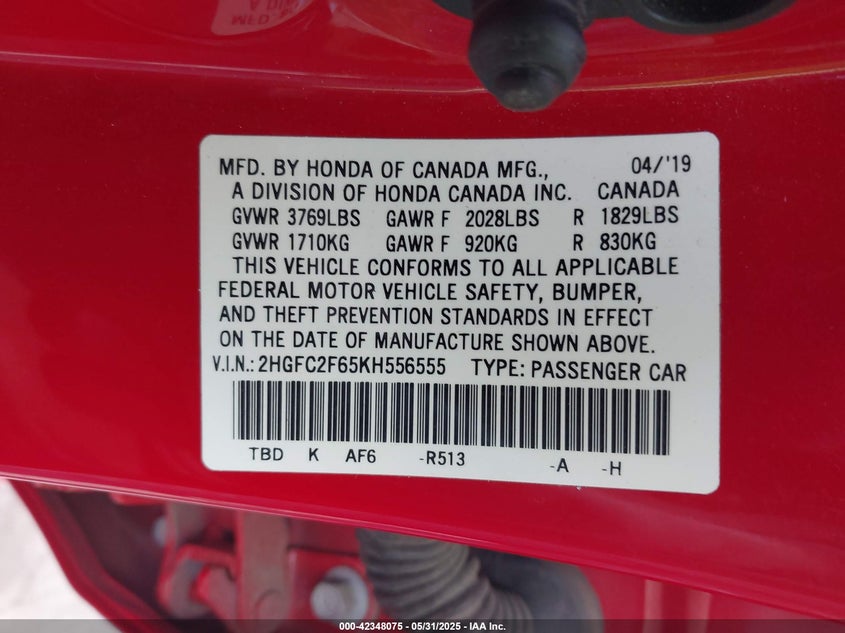 MFD. BY HONDA OF CANADA MFG., 04/'19
A DIVISION OF HONDA CANADA INC. CANADA
GVWR 3769LBS GAWR F 2028LBS R 1829LBS
GVWR 1710KG GAWR F 920KG R 830KG
THIS VEHICLE CONFORMS TO ALL APPLICABLE
FEDERAL MOTOR VEHICLE SAFETY, BUMPER,
AND THEFT PREVENTION STANDARDS IN EFFECT
ON THE DATE OF MANUFACTURE SHOWN ABOVE.
V.I.N.: 2HGFC2F65KH556555 TYPE: PASSENGER CAR
TBD K AF6 -R513 -A -H
000-42348075 - 05/31/2025 - IAA Inc.